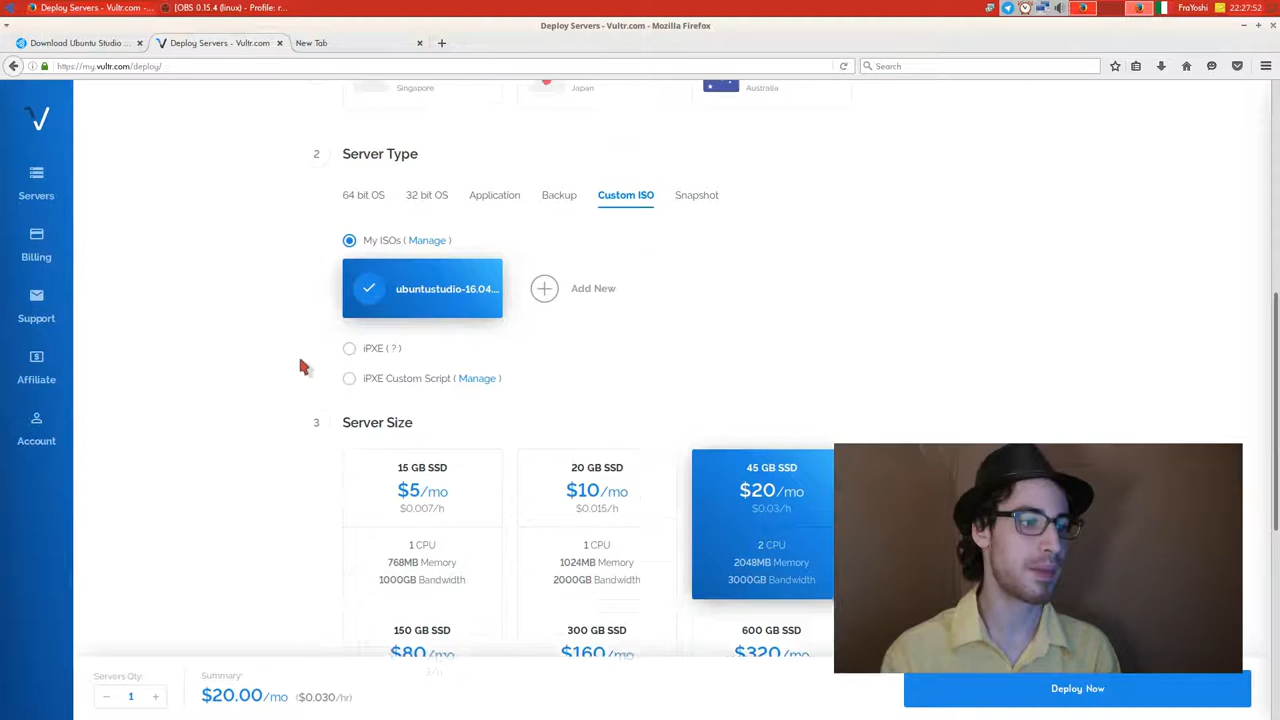 Deploy Servers - Vultr.com - ...
[OBS 0.15.4 (linux) - Profile: r...
FraYoshi
22:27:52
Deploy Servers - Vultr.com - Mozilla Firefox
Download Ubuntu Studio ...
Deploy Servers - Vultr.com
New Tab
https://my.vultr.com/deploy/
Search
Singapore
Japan
Australia
Servers
Billing
Support
Affiliate
Account
2
Server Type
64 bit OS
32 bit OS
Application
Backup
Custom ISO
Snapshot
My ISOs ( Manage )
ubuntustudio-16.04....
Add New
iPXE ( ? )
iPXE Custom Script ( Manage )
3
Server Size
15 GB SSD
$5/mo
$0.007/h
1 CPU
768MB Memory
1000GB Bandwidth
20 GB SSD
$10/mo
$0.015/h
1 CPU
1024MB Memory
2000GB Bandwidth
45 GB SSD
$20/mo
$0.03/h
2 CPU
2048MB Memory
3000GB Bandwidth
150 GB SSD
$80/mo
300 GB SSD
$160/mo
600 GB SSD
$320/mo
Servers Qty:
1
Summary:
$20.00/mo ($0.030/hr)
Deploy Now